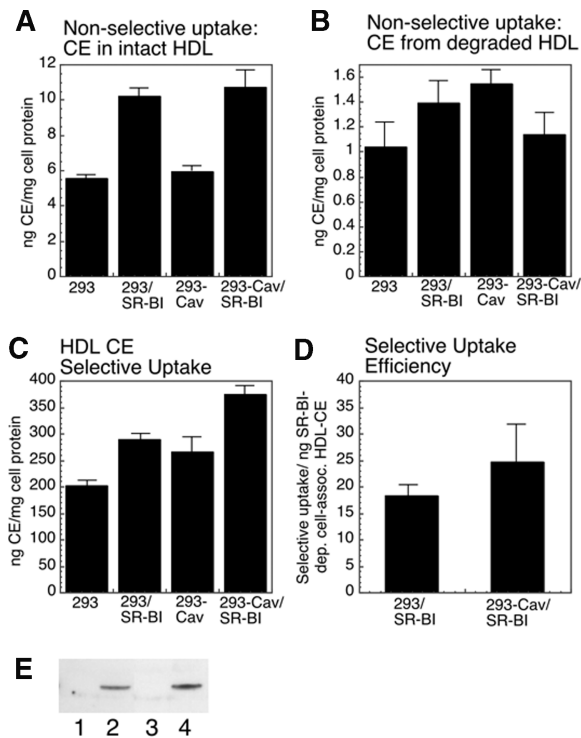 A
Non-selective uptake:
CE in intact HDL
ng CE/mg cell protein
12
10
8
6
4
2
0
293
293/
SR-BI
293-
Cav
293-Cav/
SR-BI
B
Non-selective uptake:
CE from degraded HDL
ng CE/mg cell protein
1.6
1.4
1.2
1
0.8
0.6
0.4
0.2
0
293
293/
SR-BI
293-
Cav
293-Cav/
SR-BI
C
HDL CE
Selective Uptake
ng CE/mg cell protein
400
350
300
250
200
150
100
50
0
293
293/
SR-BI
293-
Cav
293-Cav/
SR-BI
D
Selective Uptake
Efficiency
Selective uptake/ ng SR-BI-
dep. cell-assoc. HDL-CE
40
35
30
25
20
15
10
5
0
293/
SR-BI
293-Cav/
SR-BI
E
1 2 3 4